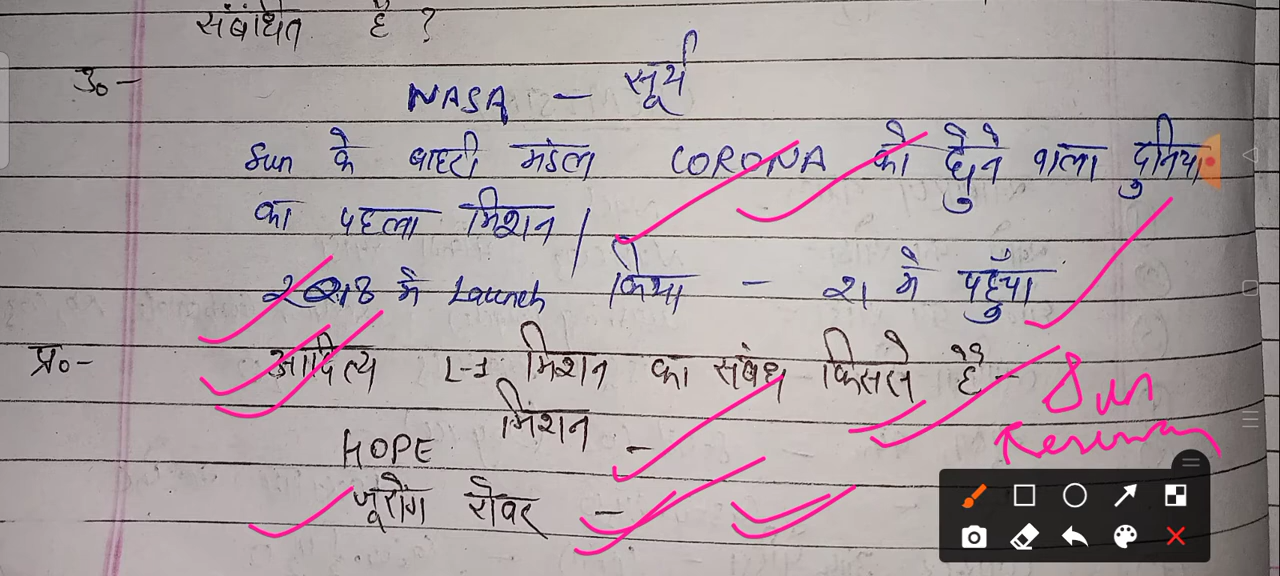 संबंधित है ?
उ०-
NASA - सूर्य
Sun के बाहरी मंडल CORONA को छुने वाला दुनिया
का पहला मिशन /
2018 मे Launch किया - 21 मे पहुँचा
प्र०- आदित्य L-1 मिशन का संबंध किससे है - Sun
HOPE मिशन -
जूरोंग रोवर -